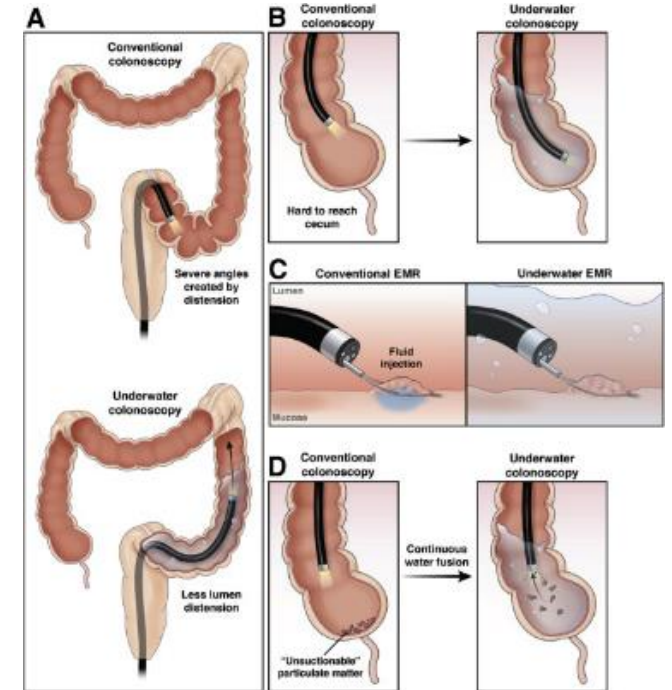 A
Conventional
colonoscopy
Severe angles
created by
distension
Underwater
colonoscopy
Less lumen
distension
B
Conventional
colonoscopy
Underwater
colonoscopy
Hard to reach
cecum
C
Conventional EMR
Underwater EMR
Lumen
Fluid
injection
Mucosa
D
Conventional
colonoscopy
Underwater
colonoscopy
Continuous
water fusion
"Unsuctionable"
particulate matter